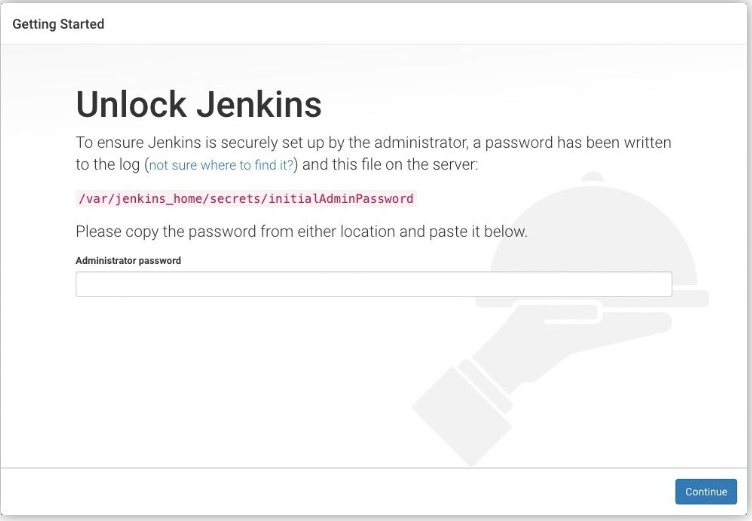 Getting Started
Unlock Jenkins
To ensure Jenkins is securely set up by the administrator, a password has been written
to the log (not sure where to find it?) and this file on the server:
/var/jenkins_home/secrets/initialAdminPassword
Please copy the password from either location and paste it below.
Administrator password
Continue